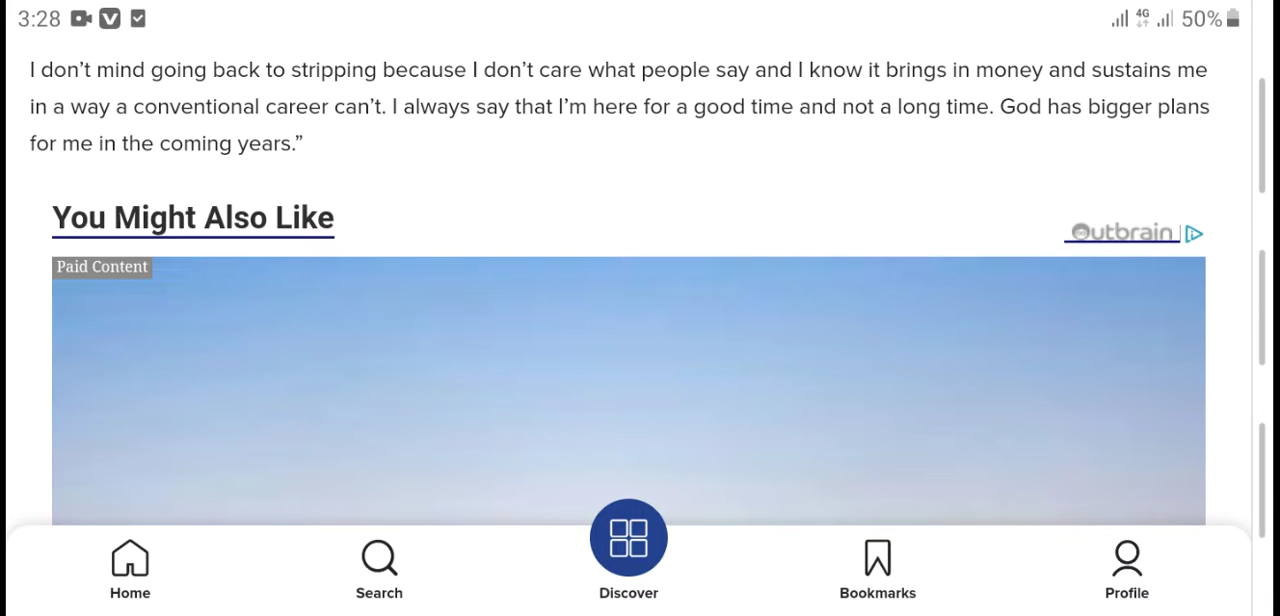 3:28
4G
50%
I don’t mind going back to stripping because I don’t care what people say and I know it brings in money and sustains me
in a way a conventional career can’t. I always say that I’m here for a good time and not a long time. God has bigger plans
for me in the coming years.”
You Might Also Like
Outbrain
Paid Content
Home
Search
Discover
Bookmarks
Profile